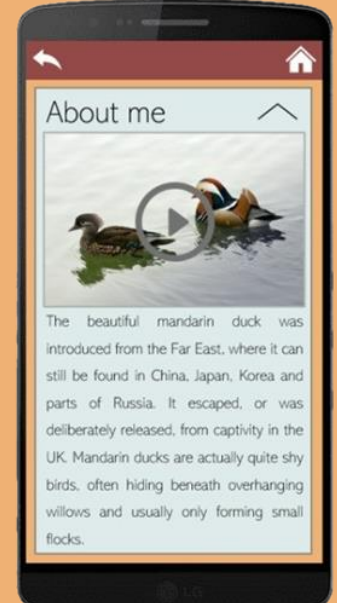 About me
The beautiful mandarin duck was
introduced from the Far East, where it can
still be found in China, Japan, Korea and
parts of Russia. It escaped, or was
deliberately released, from captivity in the
UK. Mandarin ducks are actually quite shy
birds, often hiding beneath overhanging
willows and usually only forming small
flocks.
LG